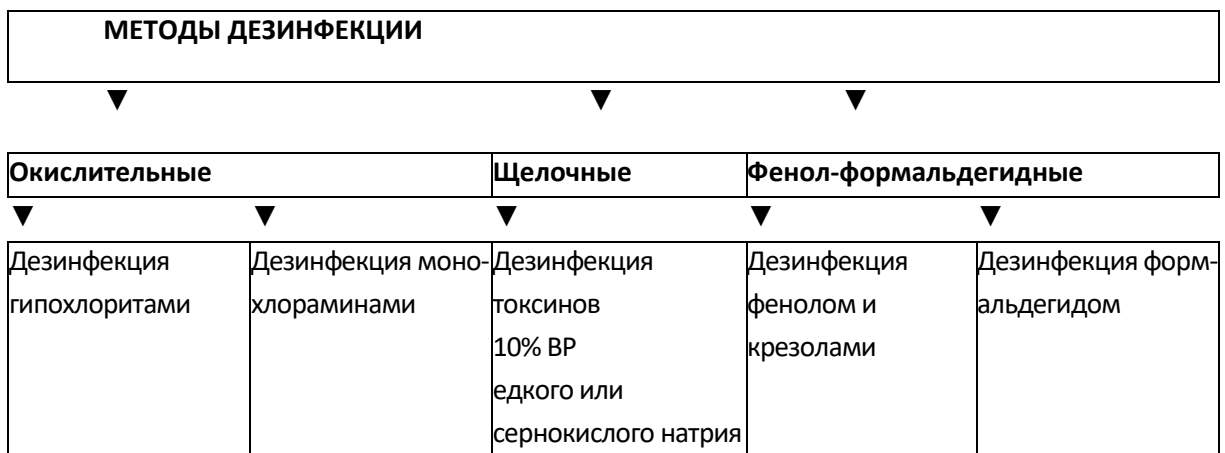 МЕТОДЫ ДЕЗИНФЕКЦИИ
▼ ▼ ▼
Окислительные Щелочные Фенол-формальдегидные
▼ ▼ ▼ ▼ ▼
Дезинфекция
гипохлоритами
Дезинфекция моно-
хлораминами
Дезинфекция
токсинов
10% ВР
едкого или
сернокислого натрия
Дезинфекция
фенолом и
крезолами
Дезинфекция форм-
альдегидом